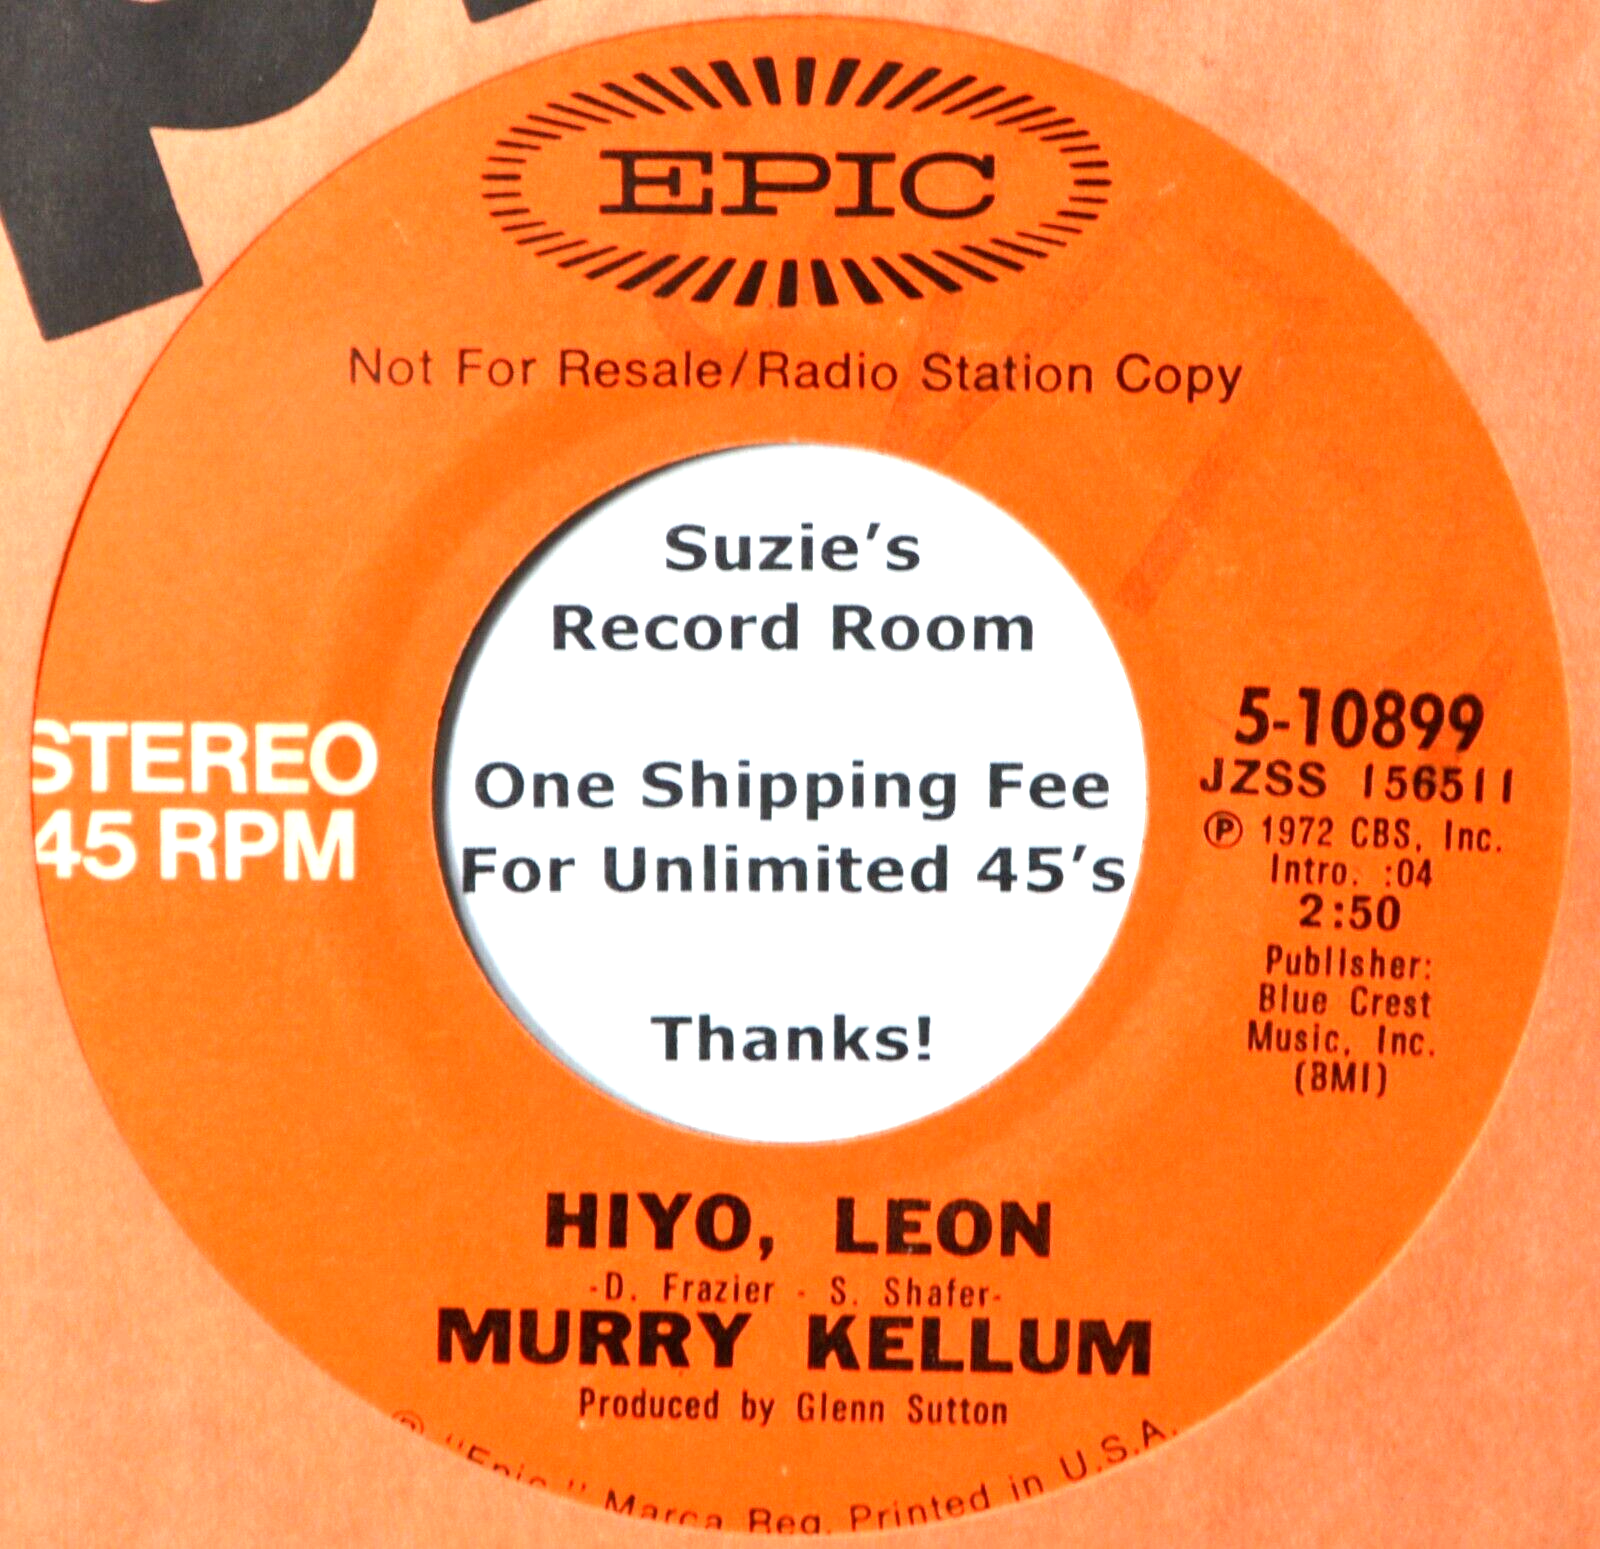 EPIC
Not For Resale/Radio Station Copy
Suzie's
Record Room
One Shipping Fee
For Unlimited 45's
Thanks!
STEREO
45 RPM
5-10899
JZSS 156511
Ⓟ 1972 CBS, Inc.
Intro. :04
2:50
Publisher:
Blue Crest
Music, Inc.
(BMI)
HIYO, LEON
-D. Frazier - S. Shafer-
MURRY KELLUM
Produced by Glenn Sutton
® "Epic," Marca Reg. Printed in U.S.A.